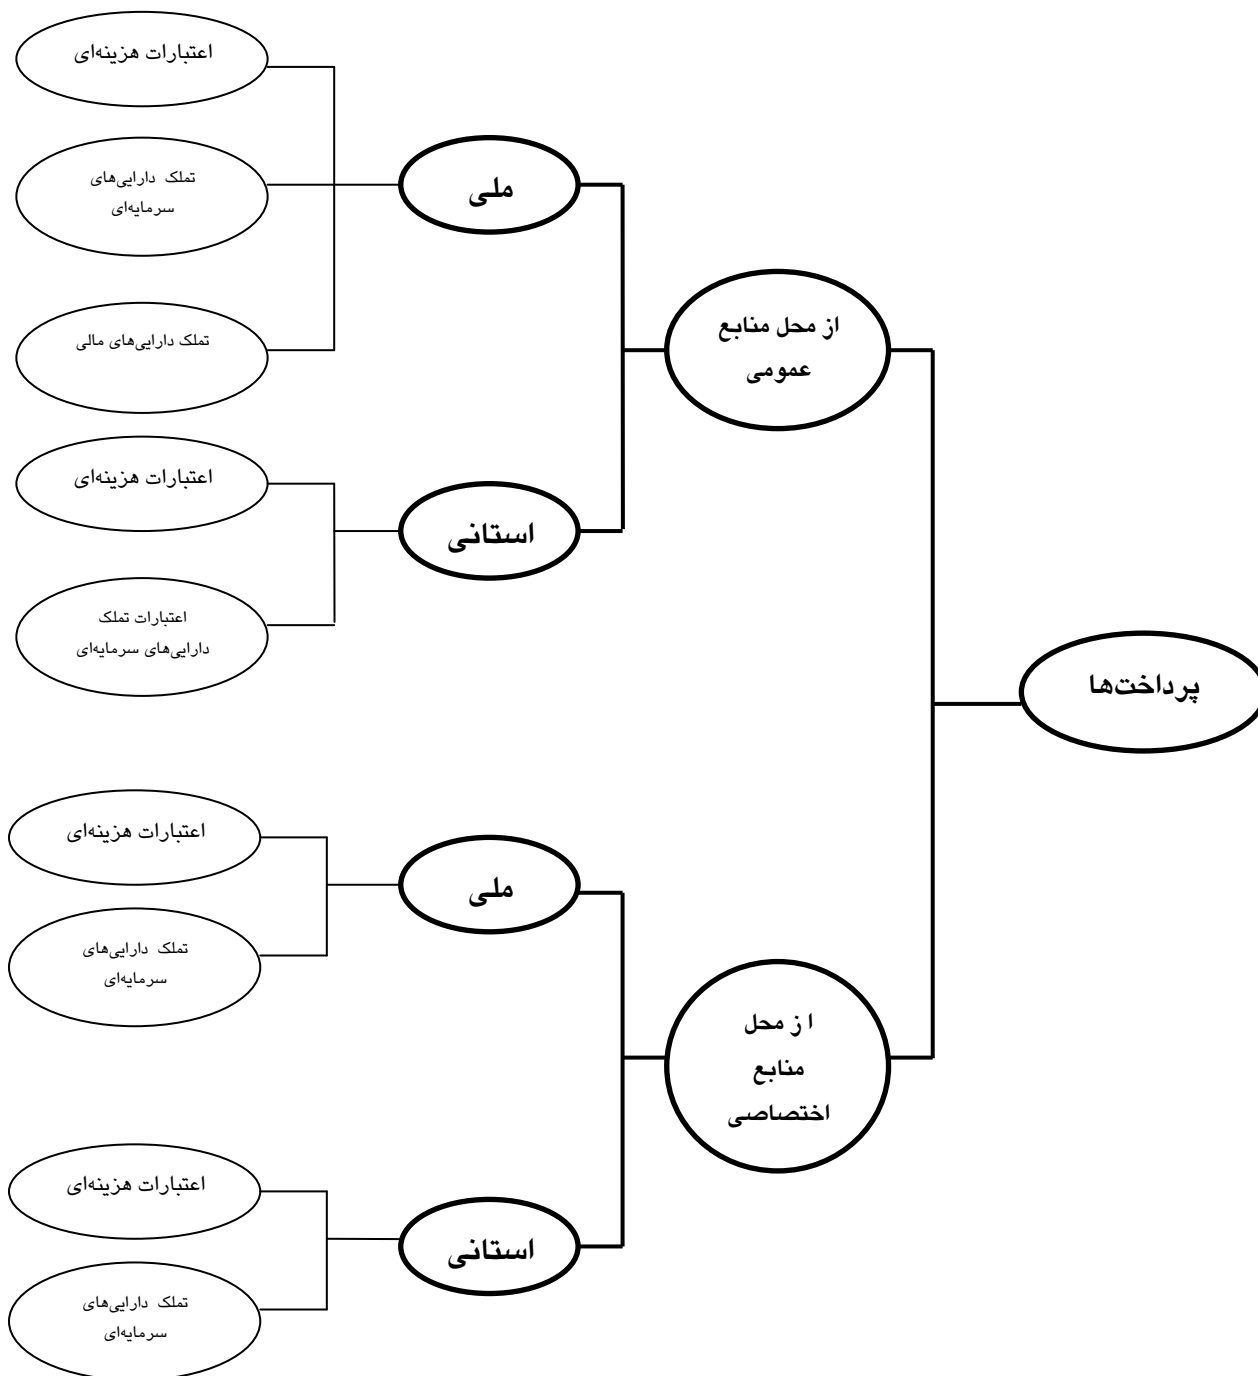 پرداخت‌ها
از محل منابع
عمومی
ملی
اعتبارات هزینه‌ای
تملک دارایی‌های
سرمایه‌ای
تملک دارایی‌های مالی
استانی
اعتبارات هزینه‌ای
اعتبارات تملک
دارایی‌های سرمایه‌ای
از محل
منابع
اختصاصی
ملی
اعتبارات هزینه‌ای
تملک دارایی‌های
سرمایه‌ای
استانی
اعتبارات هزینه‌ای
تملک دارایی‌های
سرمایه‌ای